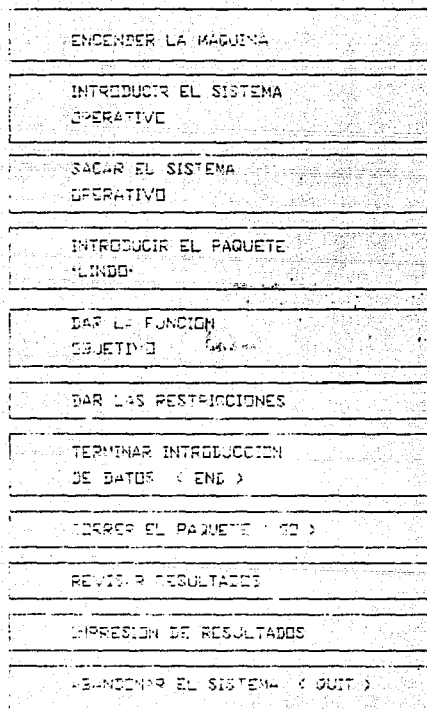 ENCENDER LA MAQUINA
INTRODUCIR EL SISTEMA
OPERATIVO
SACAR EL SISTEMA
OPERATIVO
INTRODUCIR EL PAQUETE
"LINDO"
DAR LA FUNCION
OBJETIVO
DAR LAS RESTRICCIONES
TERMINAR INTRODUCCION
DE DATOS < END >
CORRER EL PAQUETE < GO >
REVISAR RESULTADOS
IMPRESION DE RESULTADOS
ABANDONAR EL SISTEMA < QUIT >